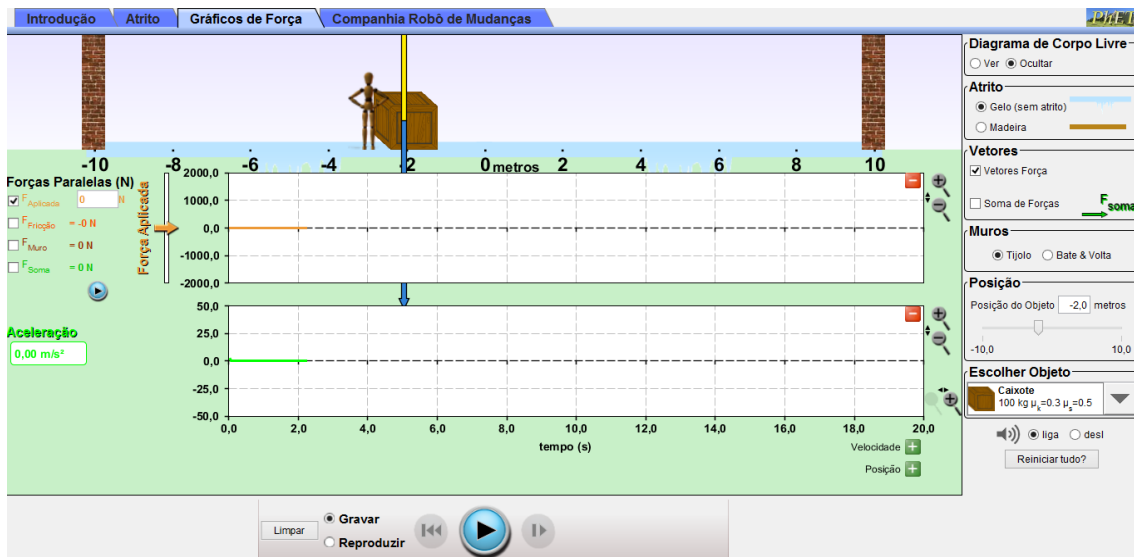 Introdução
Atrito
Gráficos de Força
Companhia Robô de Mudanças
PhET
-10 -8 -6 -4 -2 0 metros 2 4 6 8 10
Forças Paralelas (N)
F Aplicada 0 N
F Fricção = -0 N
F Muro = 0 N
F Soma = 0 N
Força Aplicada
2000,0
1000,0
0,0
-1000,0
-2000,0
Aceleração
0,00 m/s²
50,0
25,0
0,0
-25,0
-50,0
0,0 2,0 4,0 6,0 8,0 10,0 12,0 14,0 16,0 18,0 20,0
tempo (s)
Velocidade
Posição
Limpar
Gravar
Reproduzir
Diagrama de Corpo Livre
Ver Ocultar
Atrito
Gelo (sem atrito)
Madeira
Vetores
Vetores Força
Soma de Forças
F soma
Muros
Tijolo Bate & Volta
Posição
Posição do Objeto -2,0 metros
-10,0 10,0
Escolher Objeto
Caixote
100 kg μk=0.3 μs=0.5
liga desl
Reiniciar tudo?